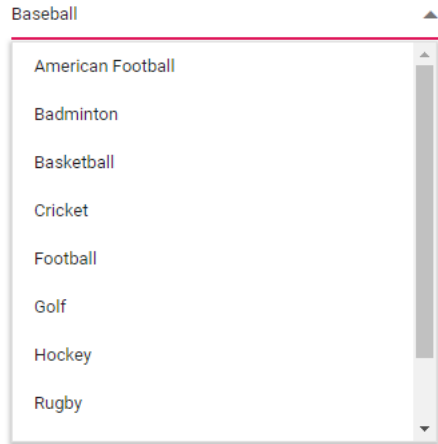 Baseball
American Football
Badminton
Basketball
Cricket
Football
Golf
Hockey
Rugby